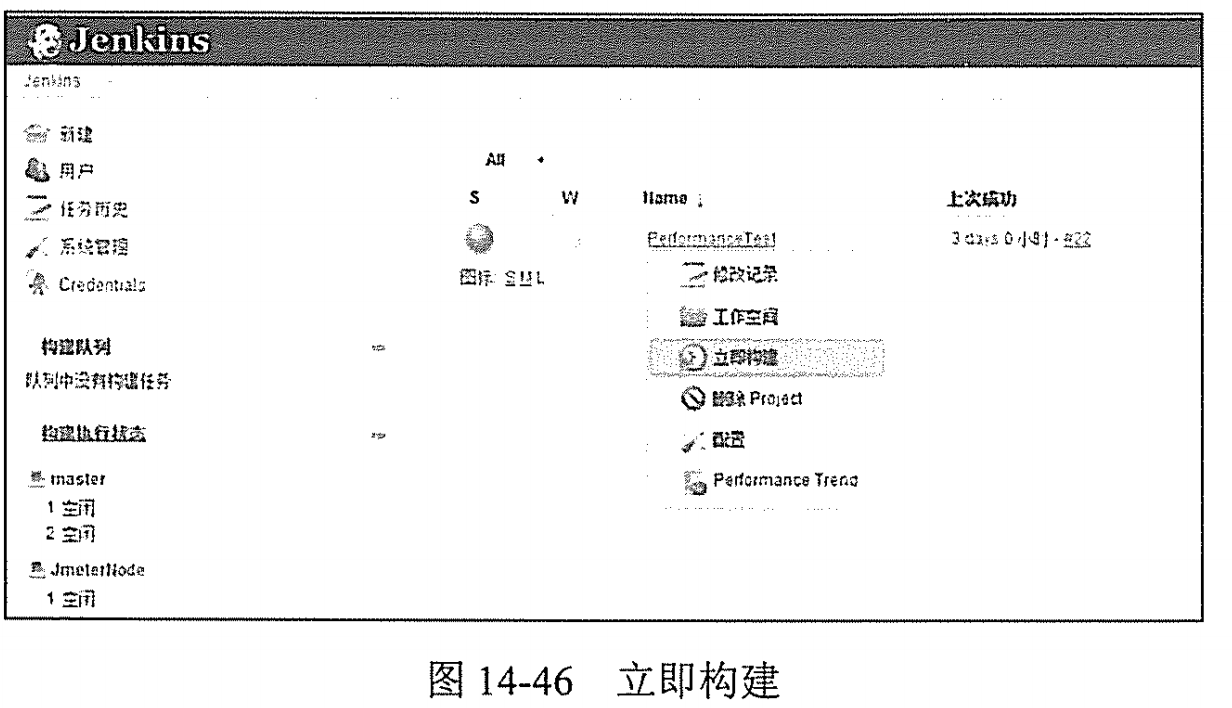 Jenkins
Jenkins
新建
用户
任务历史
系统管理
Credentials
构建队列
队列中没有构建任务
构建执行状态
master
1 空闲
2 空闲
JmeterNode
1 空闲
All +
S W Name ↓ 上次成功
PerformanceTest 3 days 0 小时 - #22
图标: S M L
修改记录
工作空间
立即构建
删除 Project
配置
Performance Trend
图 14-46 立即构建